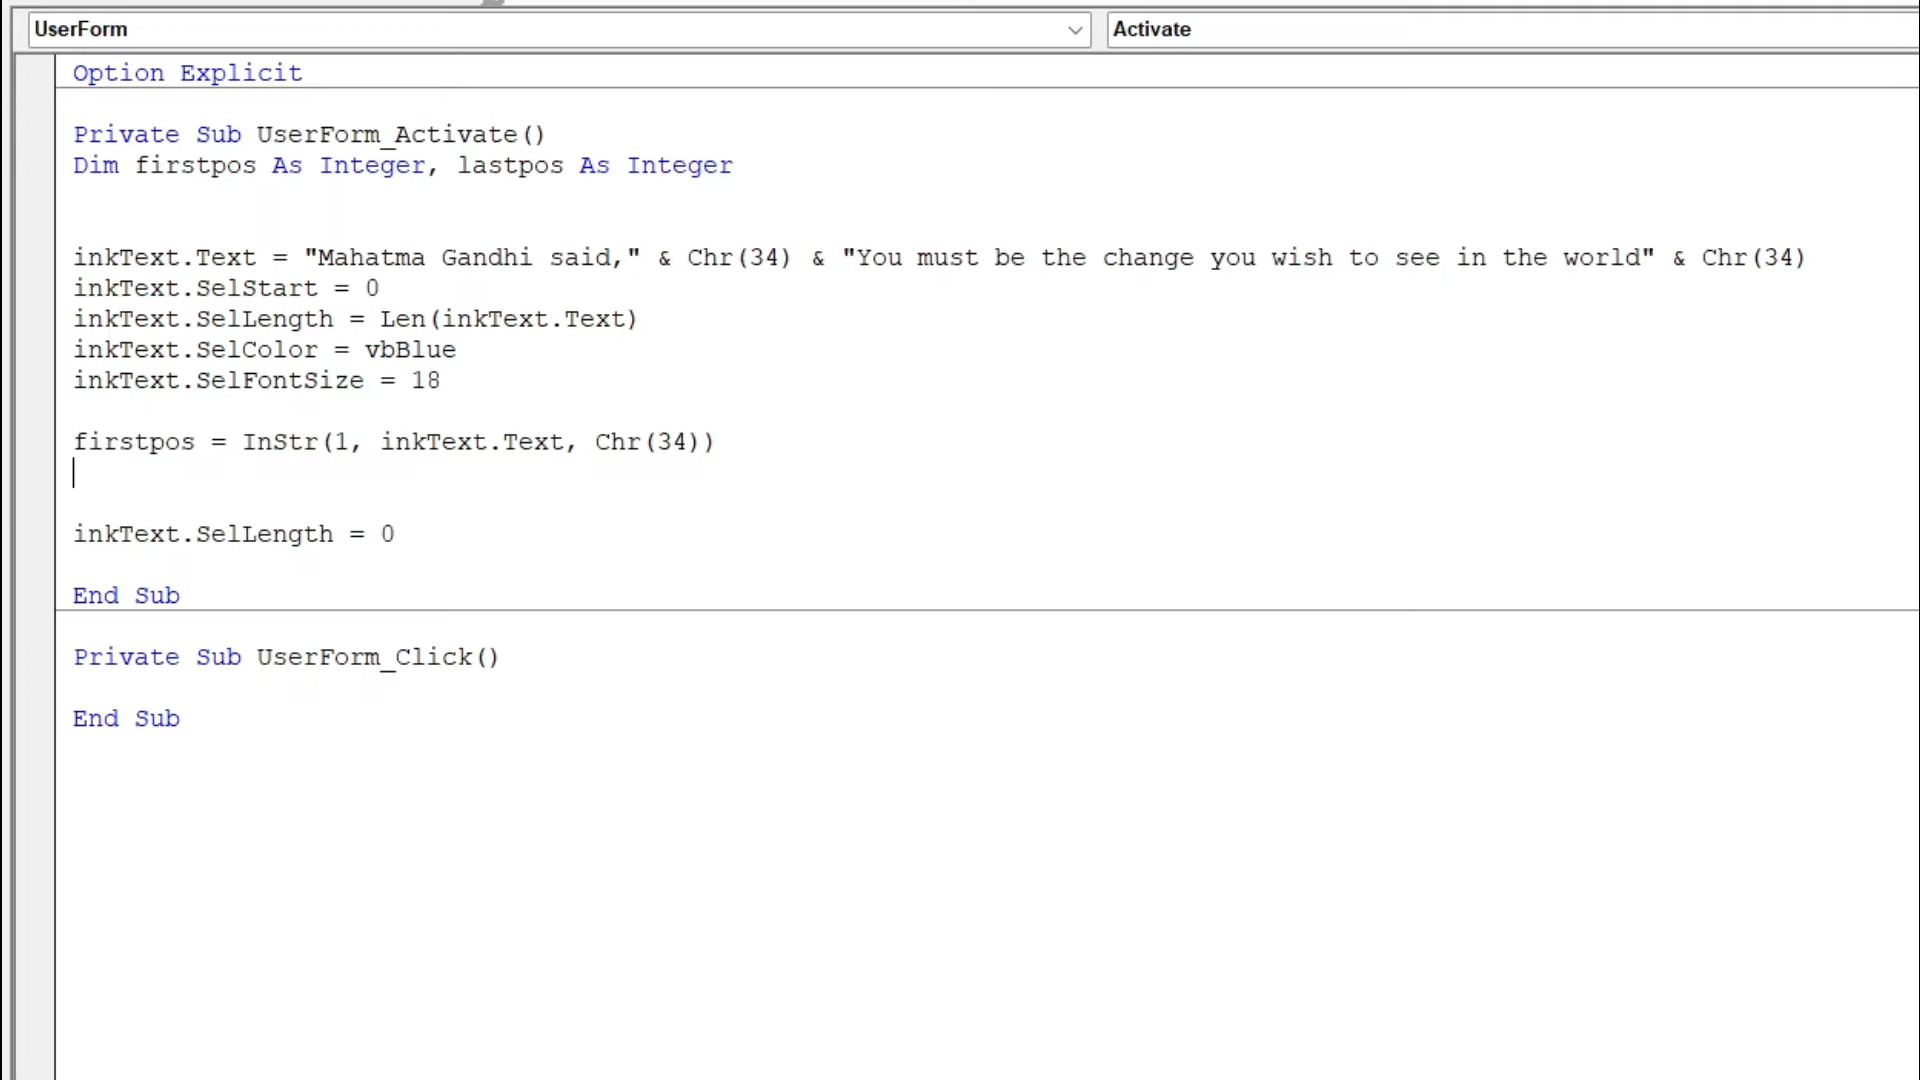 UserForm
Activate
Option Explicit
Private Sub UserForm_Activate()
Dim firstpos As Integer, lastpos As Integer
inkText.Text = "Mahatma Gandhi said," & Chr(34) & "You must be the change you wish to see in the world" & Chr(34)
inkText.SelStart = 0
inkText.SelLength = Len(inkText.Text)
inkText.SelColor = vbBlue
inkText.SelFontSize = 18
firstpos = InStr(1, inkText.Text, Chr(34))
inkText.SelLength = 0
End Sub
Private Sub UserForm_Click()
End Sub